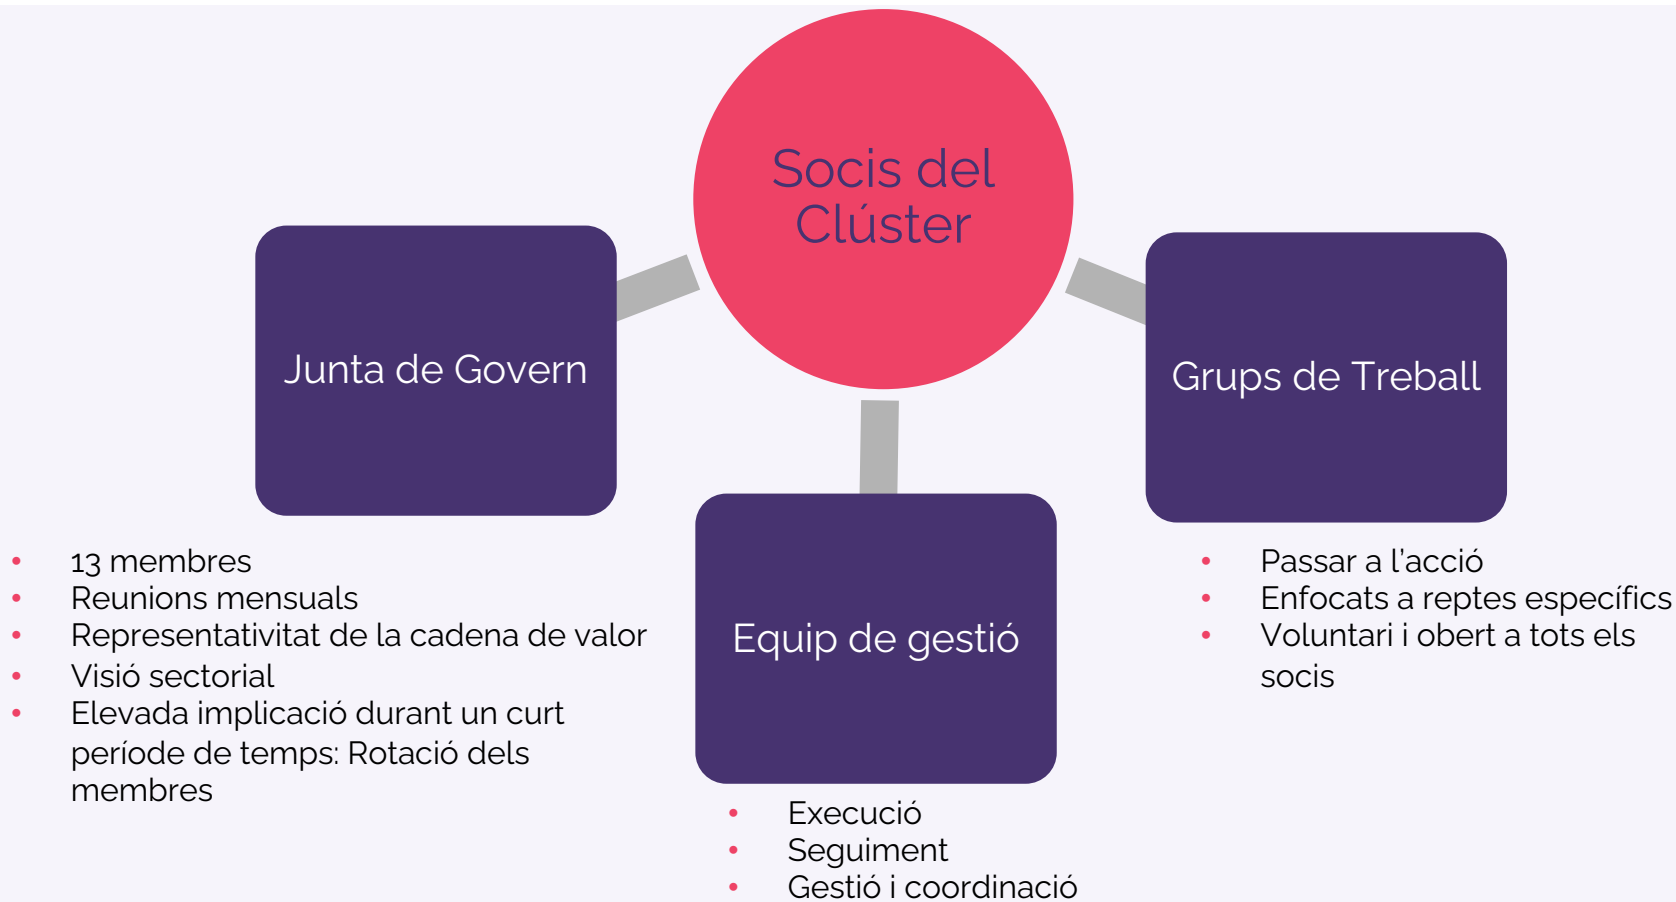 Socis del
Clúster
Junta de Govern
Grups de Treball
Equip de gestió
• 13 membres
• Reunions mensuals
• Representativitat de la cadena de valor
• Visió sectorial
• Elevada implicació durant un curt
període de temps: Rotació dels
membres
• Execució
• Seguiment
• Gestió i coordinació
• Passar a l’acció
• Enfocats a reptes específics
• Voluntari i obert a tots els
socis